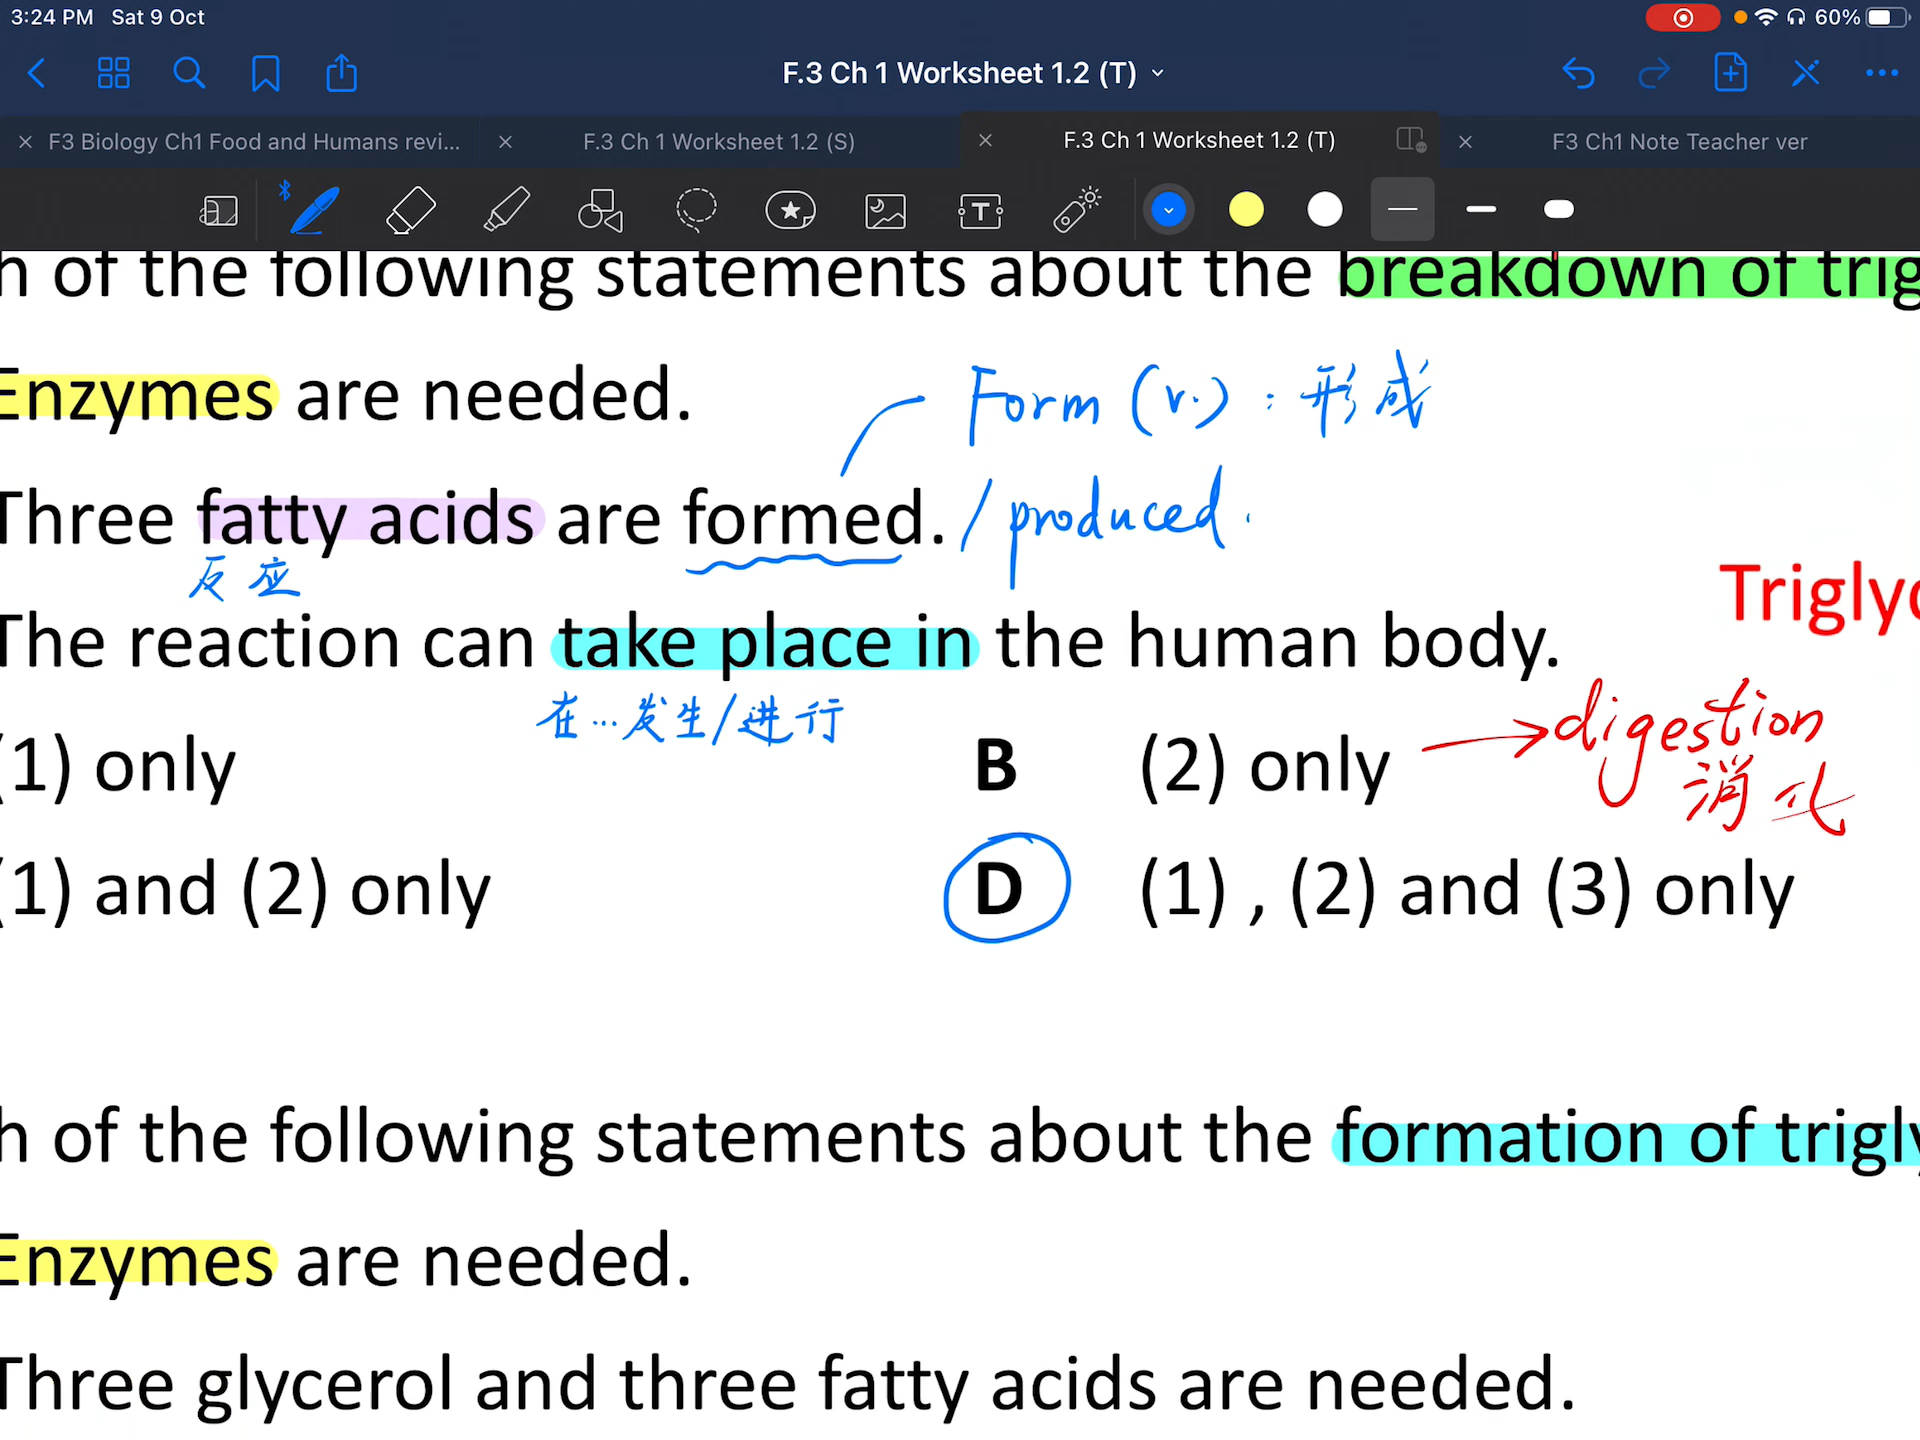 3:24 PM Sat 9 Oct
60%
F.3 Ch 1 Worksheet 1.2 (T)
F3 Biology Ch1 Food and Humans revi...
F.3 Ch 1 Worksheet 1.2 (S)
F.3 Ch 1 Worksheet 1.2 (T)
F3 Ch1 Note Teacher ver
h of the following statements about the breakdown of trig
Enzymes are needed.
Form (v.) : 形成
Three fatty acids are formed. / produced.
反应
Triglyc
The reaction can take place in the human body.
在...发生/进行
→ digestion
消化
(1) only B (2) only
(1) and (2) only D (1) , (2) and (3) only
h of the following statements about the formation of trigly
Enzymes are needed.
Three glycerol and three fatty acids are needed.